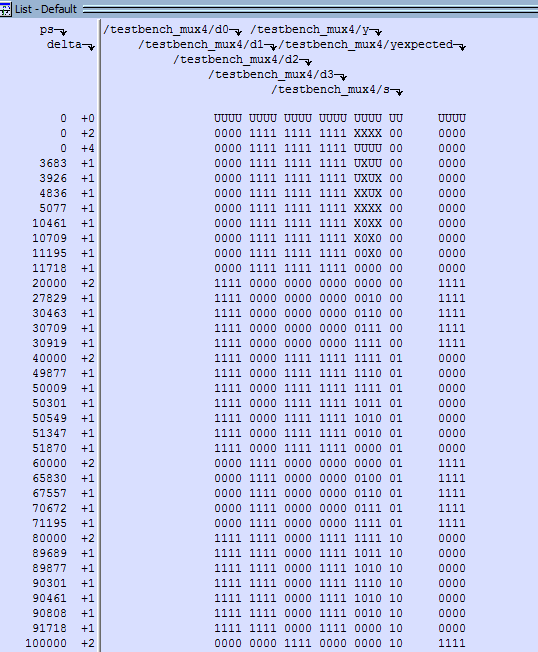 List - Default
ps /testbench_mux4/d0 /testbench_mux4/y
delta /testbench_mux4/d1 /testbench_mux4/yexpected
/testbench_mux4/d2
/testbench_mux4/d3
/testbench_mux4/s
0 +0 UUUU UUUU UUUU UUUU UUUU UU UUUU
0 +2 0000 1111 1111 1111 XXXX 00 0000
0 +4 0000 1111 1111 1111 UUUU 00 0000
3683 +1 0000 1111 1111 1111 UXUU 00 0000
3926 +1 0000 1111 1111 1111 UXUX 00 0000
4836 +1 0000 1111 1111 1111 XXUX 00 0000
5077 +1 0000 1111 1111 1111 XXXX 00 0000
10461 +1 0000 1111 1111 1111 X0XX 00 0000
10709 +1 0000 1111 1111 1111 X0X0 00 0000
11195 +1 0000 1111 1111 1111 00X0 00 0000
11718 +1 0000 1111 1111 1111 0000 00 0000
20000 +2 1111 0000 0000 0000 0000 00 1111
27829 +1 1111 0000 0000 0000 0010 00 1111
30463 +1 1111 0000 0000 0000 0110 00 1111
30709 +1 1111 0000 0000 0000 0111 00 1111
30919 +1 1111 0000 0000 0000 1111 00 1111
40000 +2 1111 0000 1111 1111 1111 01 0000
49877 +1 1111 0000 1111 1111 1110 01 0000
50009 +1 1111 0000 1111 1111 1111 01 0000
50301 +1 1111 0000 1111 1111 1011 01 0000
50549 +1 1111 0000 1111 1111 1010 01 0000
51347 +1 1111 0000 1111 1111 0010 01 0000
51870 +1 1111 0000 1111 1111 0000 01 0000
60000 +2 0000 1111 0000 0000 0000 01 1111
65830 +1 0000 1111 0000 0000 0100 01 1111
67557 +1 0000 1111 0000 0000 0110 01 1111
70672 +1 0000 1111 0000 0000 0111 01 1111
71195 +1 0000 1111 0000 0000 1111 01 1111
80000 +2 1111 1111 0000 1111 1111 10 0000
89689 +1 1111 1111 0000 1111 1011 10 0000
89877 +1 1111 1111 0000 1111 1010 10 0000
90301 +1 1111 1111 0000 1111 1110 10 0000
90461 +1 1111 1111 0000 1111 1010 10 0000
90808 +1 1111 1111 0000 1111 0010 10 0000
91718 +1 1111 1111 0000 1111 0000 10 0000
100000 +2 0000 0000 1111 0000 0000 10 1111